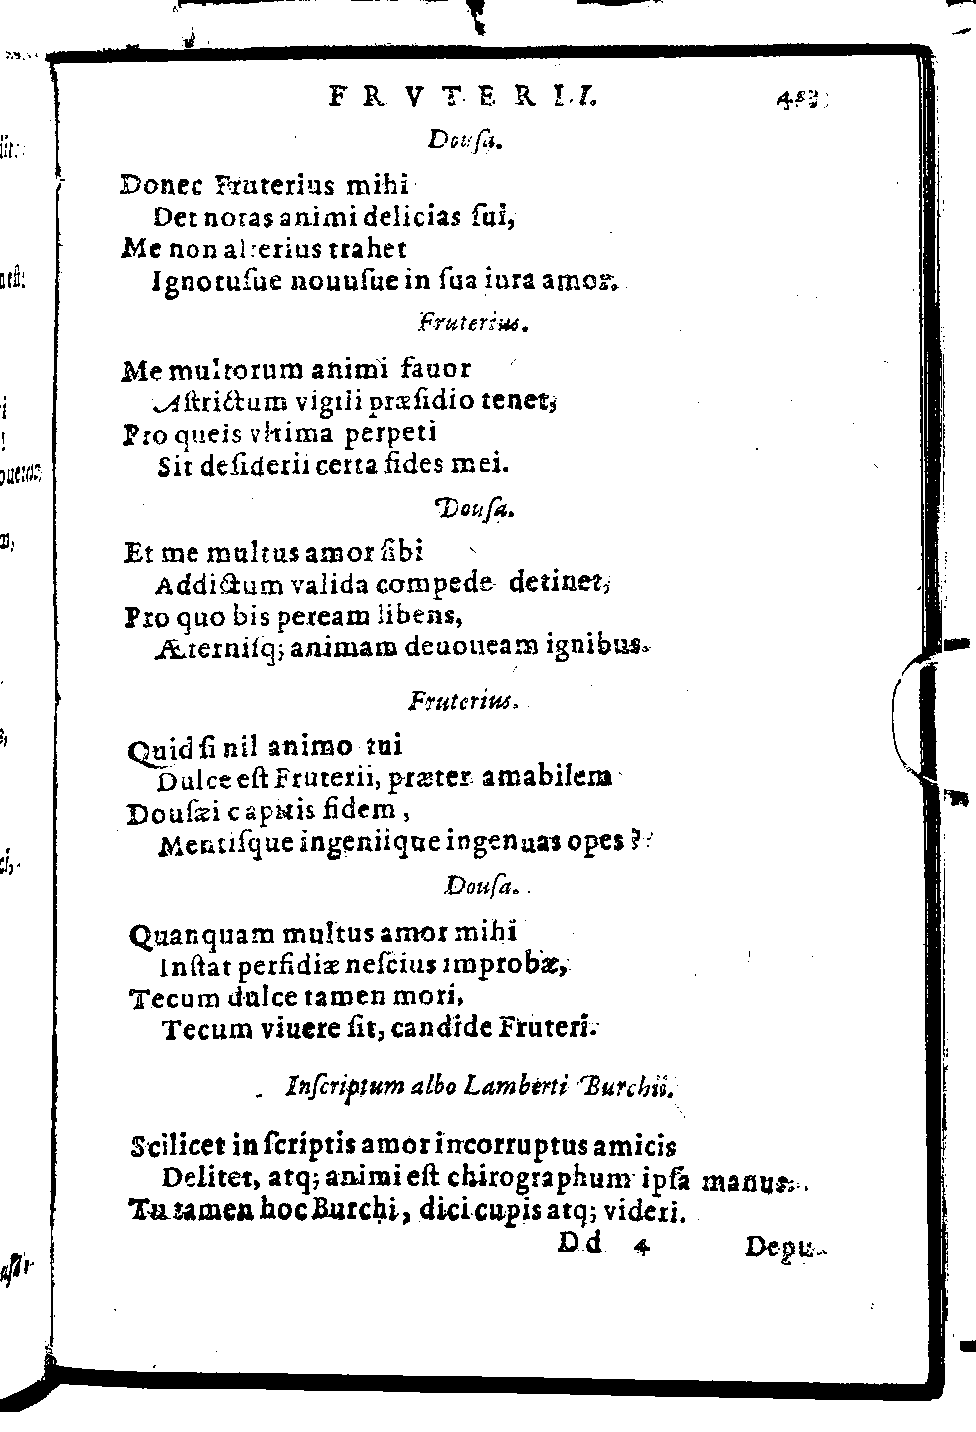 FRVTERII.
Douſa.
Donec Fruterius mihi
Det notas animi delicias ſui,
Me non alterius trahet
Ignotuſue nouuſue in ſua iura amor.
Fruterius.
Me multorum animi fauor
Aſtrictum vigili præſidio tenet,
Pro queis vltima perpeti
Sit deſiderii certa fides mei.
Douſa.
Et me multus amor ſibi
Addictum valida compede detinet,
Pro quo bis peream libens,
Æterniſq; animam deuoueam ignibus.
Fruterius.
Quid ſi nil animo tui
Dulce eſt Fruterii, præter amabilem
Douſæi capitis fidem,
Mentiſque ingeniique ingenuas opes?
Douſa.
Quanquam multus amor mihi
Inſtat perfidiæ neſcius improbæ,
Tecum dulce tamen mori,
Tecum viuere ſit, candide Fruteri.
Inſcriptum albo Lamberti Burchii.
Scilicet in ſcriptis amor incorruptus amicis
Delitet, atq; animi eſt chirographum ipſa manus.
Tu tamen hoc Burchi, dici cupis atq; videri.
Dd 4 Depu-